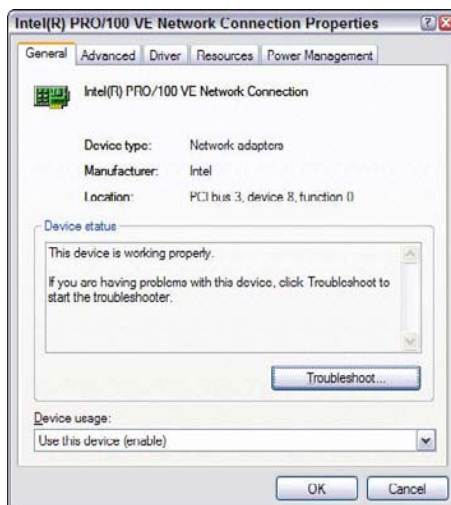 Intel(R) PRO/100 VE Network Connection Properties
General Advanced Driver Resources Power Management
Intel(R) PRO/100 VE Network Connection
Device type: Network adapters
Manufacturer: Intel
Location: PCI bus 3, device 8, function 0
Device status
This device is working properly.
If you are having problems with this device, click Troubleshoot to
start the troubleshooter.
Troubleshoot...
Device usage:
Use this device (enable)
OK Cancel